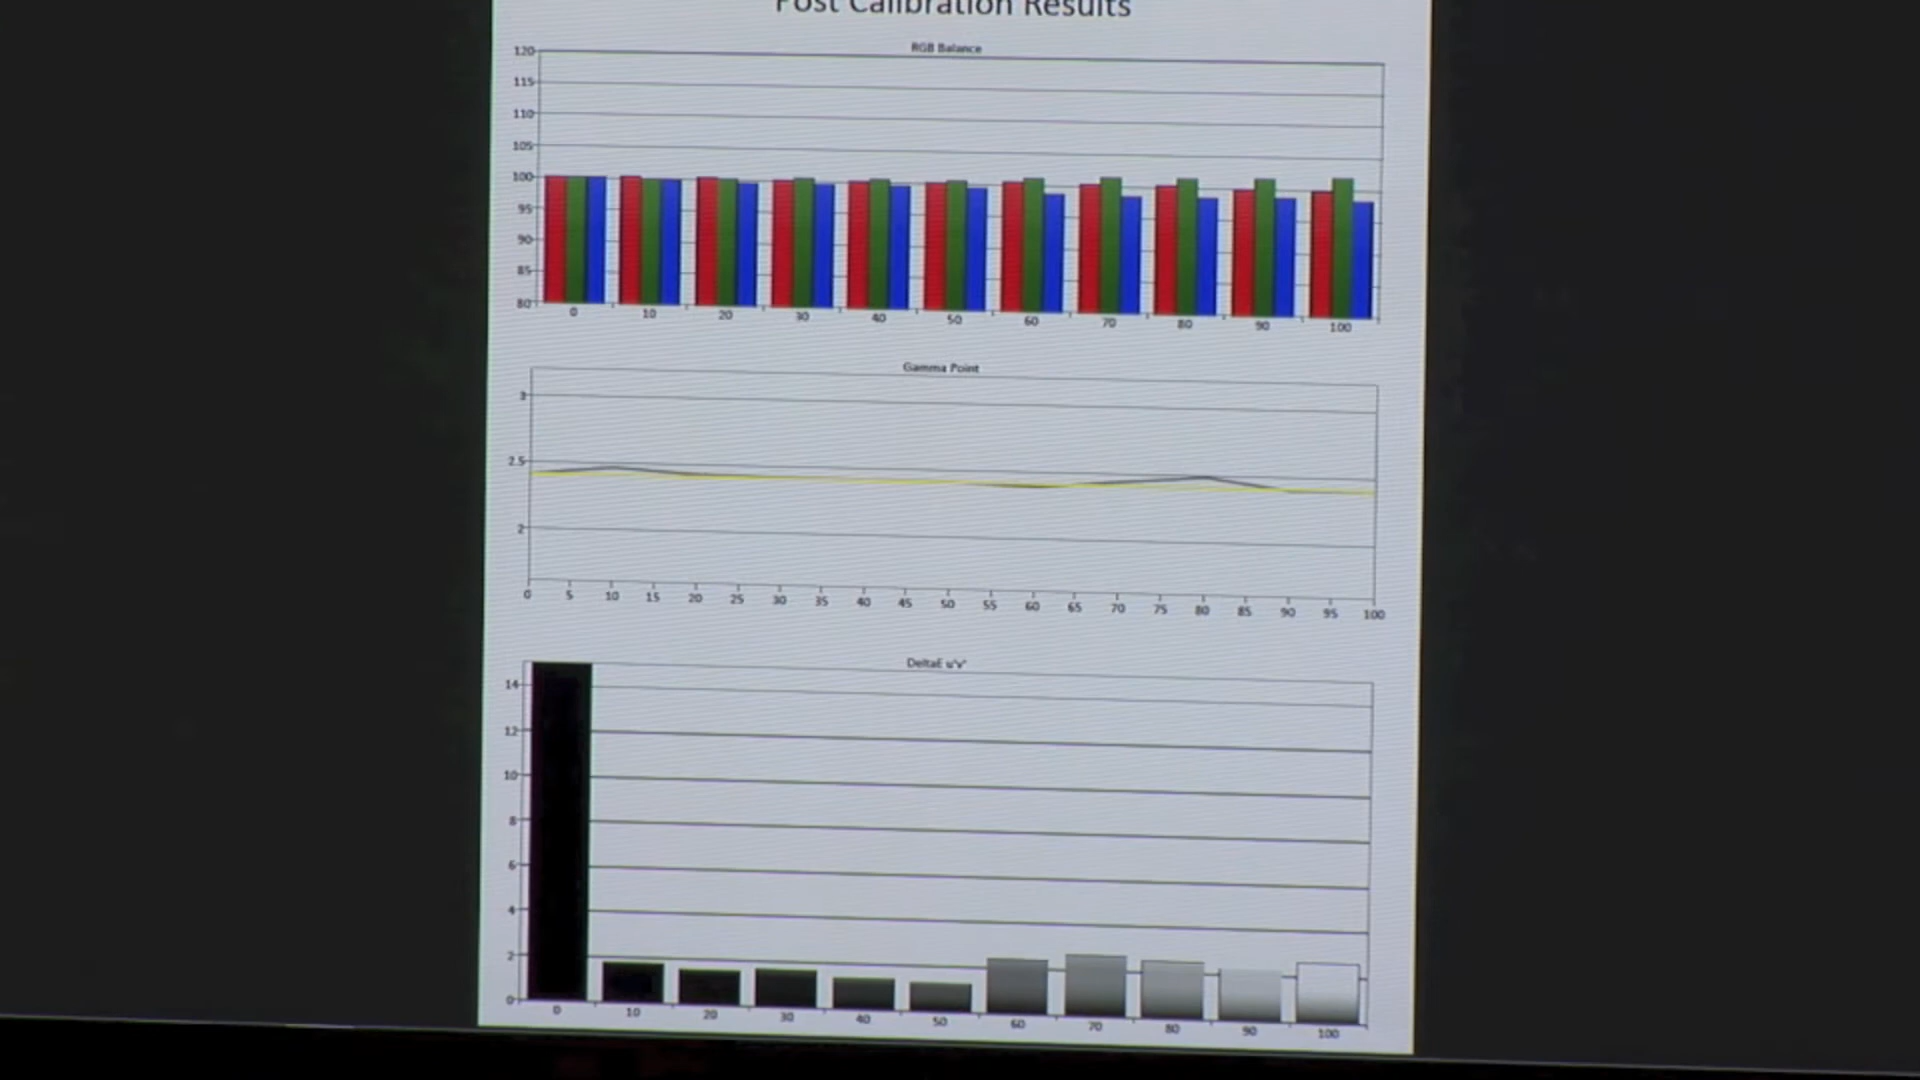 Post Calibration Results
RGB Balance
120
115
110
105
100
95
90
85
80
0 10 20 30 40 50 60 70 80 90 100
Gamma Point
3
2.5
2
0 5 10 15 20 25 30 35 40 45 50 55 60 65 70 75 80 85 90 95 100
DeltaE u'v'
14
12
10
8
6
4
2
0
0 10 20 30 40 50 60 70 80 90 100